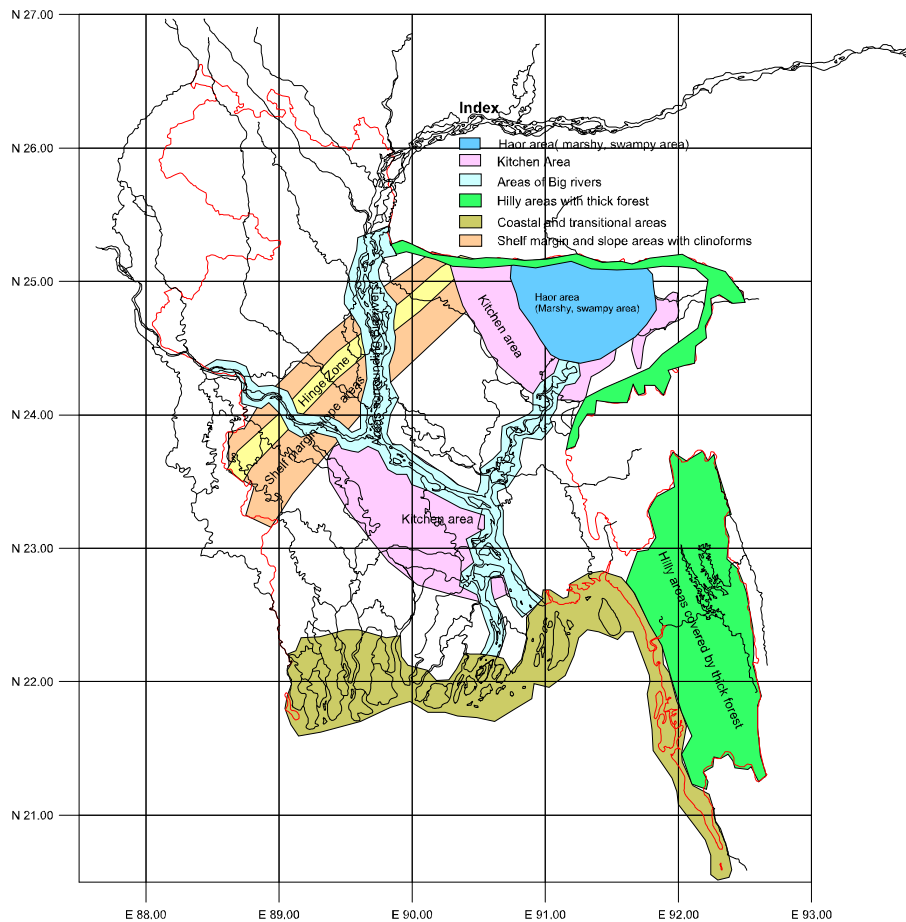 N 27.00
Index
N 26.00
Haor area( marshy, swampy area)
Kitchen Area
Areas of Big rivers
Hilly areas with thick forest
Coastal and transitional areas
Shelf margin and slope areas with clinoforms
N 25.00
Haor area
(Marshy, swampy area)
Kitchen area
Hinge Zone
Shelf margin slope areas
N 24.00
Kitchen area
N 23.00
Hilly areas covered by thick forest
N 22.00
N 21.00
E 88.00
E 89.00
E 90.00
E 91.00
E 92.00
E 93.00